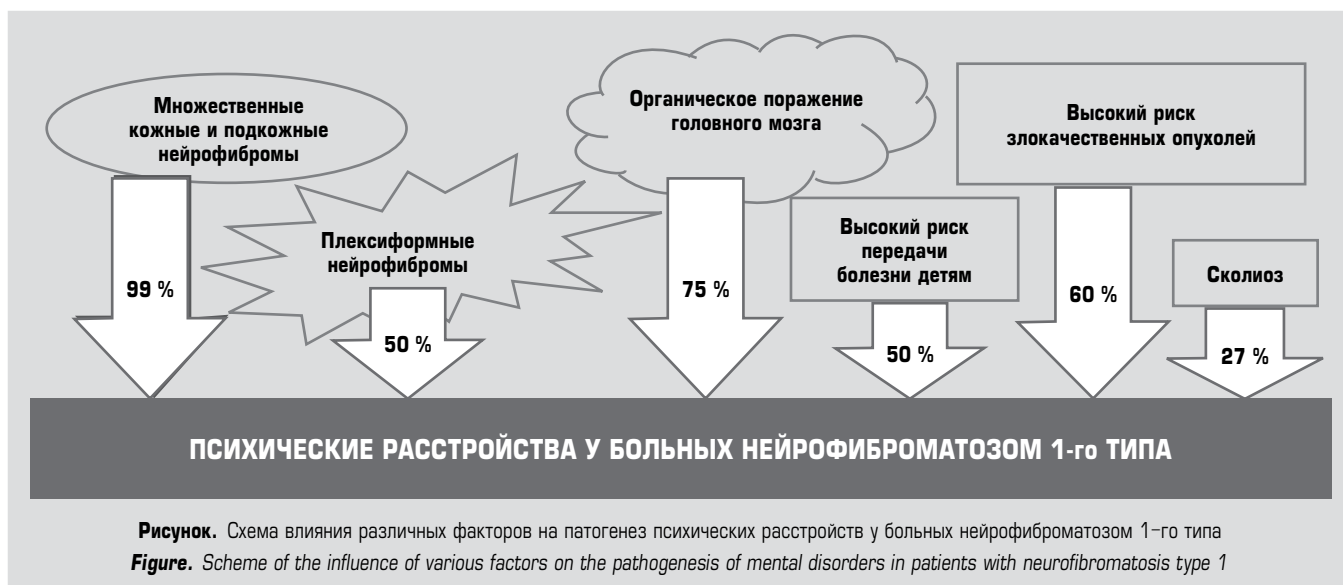 Множественные
кожные и подкожные
нейрофибромы
99 %
Плексиформные
нейрофибромы
50 %
Органическое поражение
головного мозга
75 %
Высокий риск
передачи
болезни детям
50 %
Высокий риск
злокачественных опухолей
60 %
Сколиоз
27 %
ПСИХИЧЕСКИЕ РАССТРОЙСТВА У БОЛЬНЫХ НЕЙРОФИБРОМАТОЗОМ 1-го ТИПА
Рисунок. Схема влияния различных факторов на патогенез психических расстройств у больных нейрофиброматозом 1–го типа
Figure. Scheme of the influence of various factors on the pathogenesis of mental disorders in patients with neurofibromatosis type 1